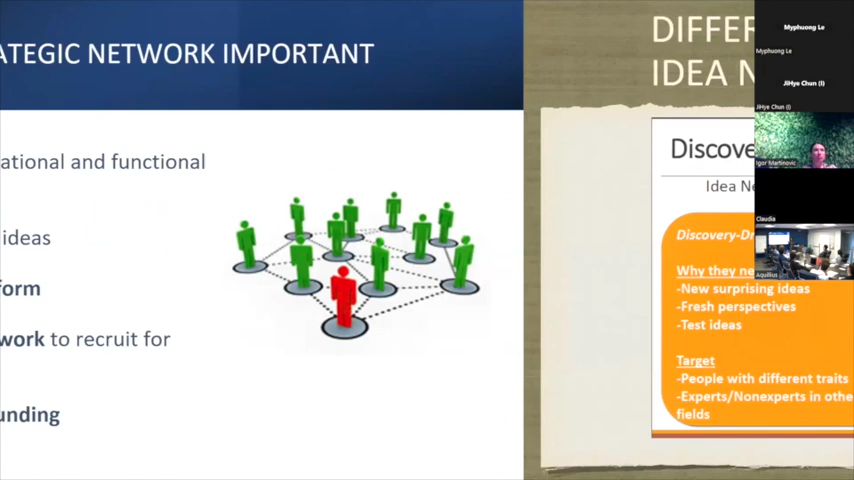 ATEGIC NETWORK IMPORTANT
ational and functional
ideas
form
work to recruit for
unding
DIFFER
IDEA N
Discove
Idea Ne
Discovery-Dr
Why they ne
-New surprising ideas
-Fresh perspectives
-Test ideas
Target
-People with different traits
-Experts/Nonexperts in othe
fields
Myphuong Le
Myphuong Le
JiHye Chun (I)
JiHye Chun (I)
Igor Martinovic
Claudia
Aquillius